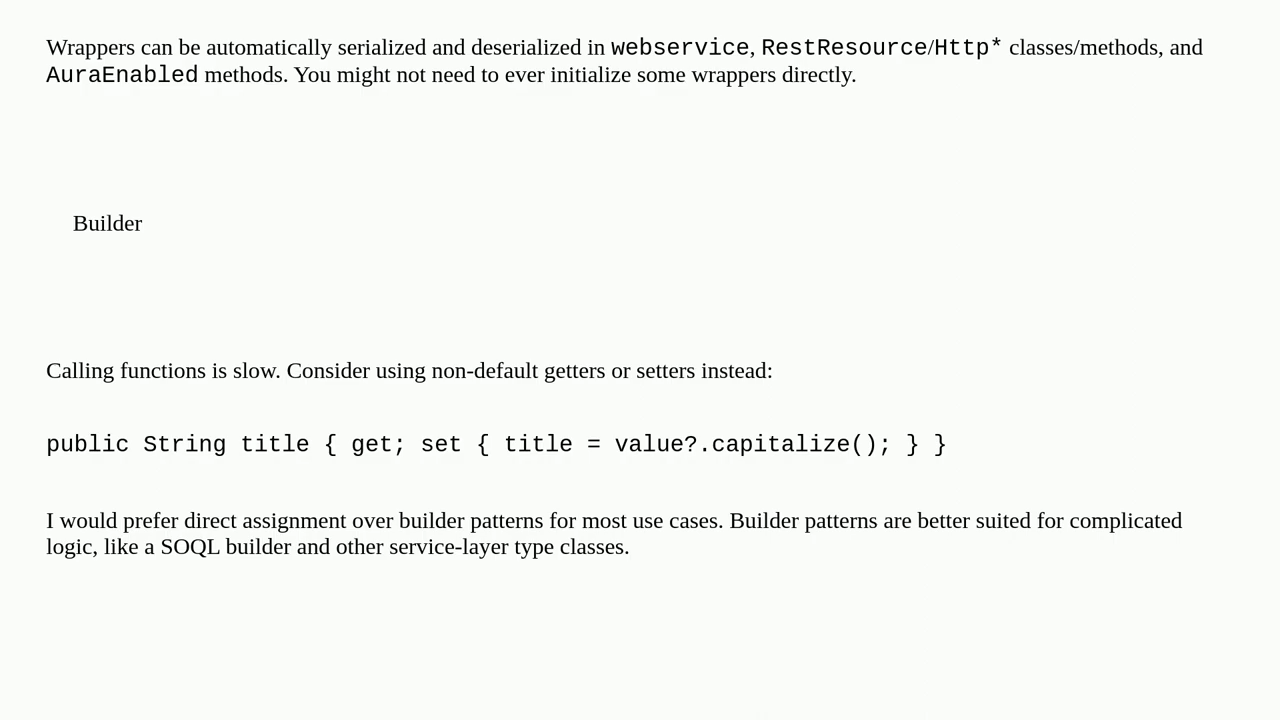 Wrappers can be automatically serialized and deserialized in webservice, RestResource/Http* classes/methods, and
AuraEnabled methods. You might not need to ever initialize some wrappers directly.
Builder
Calling functions is slow. Consider using non-default getters or setters instead:
public String title { get; set { title = value?.capitalize(); } }
I would prefer direct assignment over builder patterns for most use cases. Builder patterns are better suited for complicated
logic, like a SOQL builder and other service-layer type classes.